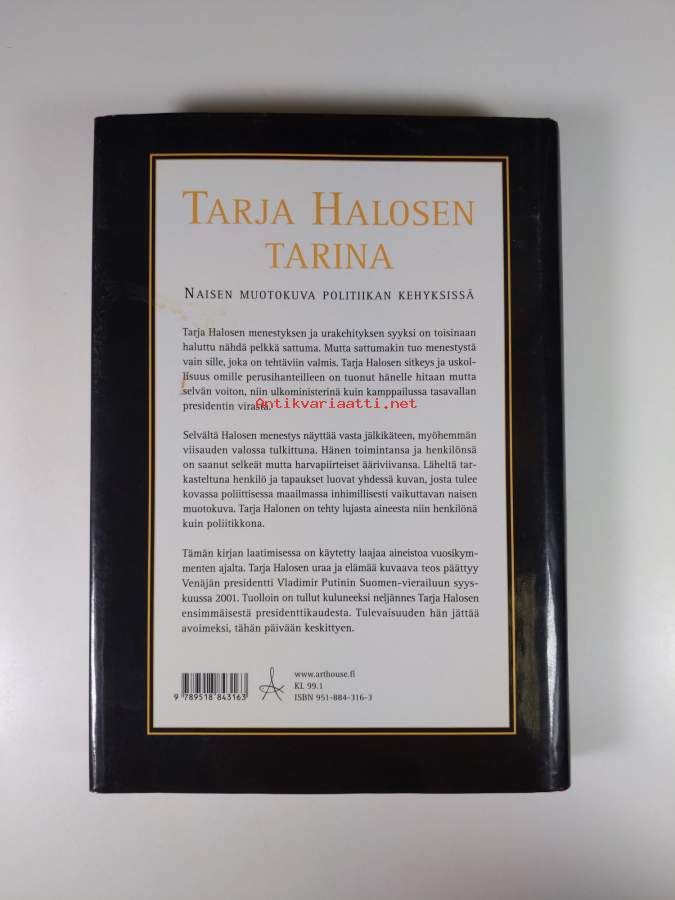 TARJA HALOSEN
TARINA
NAISEN MUOTOKUVA POLITIIKAN KEHYKSISSÄ
Tarja Halosen menestyksen ja urakehityksen syyksi on toisinaan
haluttu nähdä pelkkä sattuma. Mutta sattumakin tuo menestystä
vain sille, joka on tehtäviin valmis. Tarja Halosen sitkeys ja uskol-
lisuus omille perusihanteilleen on tuonut hänelle hitaan mutta
selvän voiton, niin ulkoministerinä kuin kamppailussa tasavallan
presidentin virasta.
Antikvariaatti.net
Selvältä Halosen menestys näyttää vasta jälkikäteen, myöhemmän
viisauden valossa tulkittuna. Hänen toimintansa ja henkilönsä
on saanut selkeät mutta harvapiirteiset ääriviivansa. Läheltä tar-
kasteltuna henkilö ja tapaukset luovat yhdessä kuvan, josta tulee
kovassa poliittisessa maailmassa inhimillisesti vaikuttavan naisen
muotokuva. Tarja Halonen on tehty lujasta aineesta niin henkilönä
kuin poliitikkona.
Tämän kirjan laatimisessa on käytetty laajaa aineistoa vuosikym-
menten ajalta. Tarja Halosen uraa ja elämää kuvaava teos päättyy
Venäjän presidentti Vladimir Putinin Suomen-vierailuun syys-
kuussa 2001. Tuolloin on tullut kuluneeksi neljännes Tarja Halosen
ensimmäisestä presidenttikaudesta. Tulevaisuuden hän jättää
avoimeksi, tähän päivään keskittyen.
www.arthouse.fi
KL 99.1
ISBN 951-884-316-3
9 789518 843163